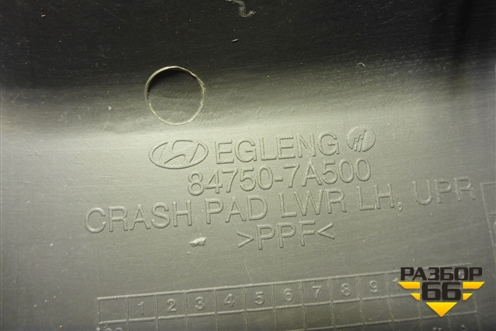 EGLENG
84750-7A500
CRASH PAD LWR LH, UPR
>PPF<
1 2 3 4 5 6 7 8 9
РАЗБОР
66